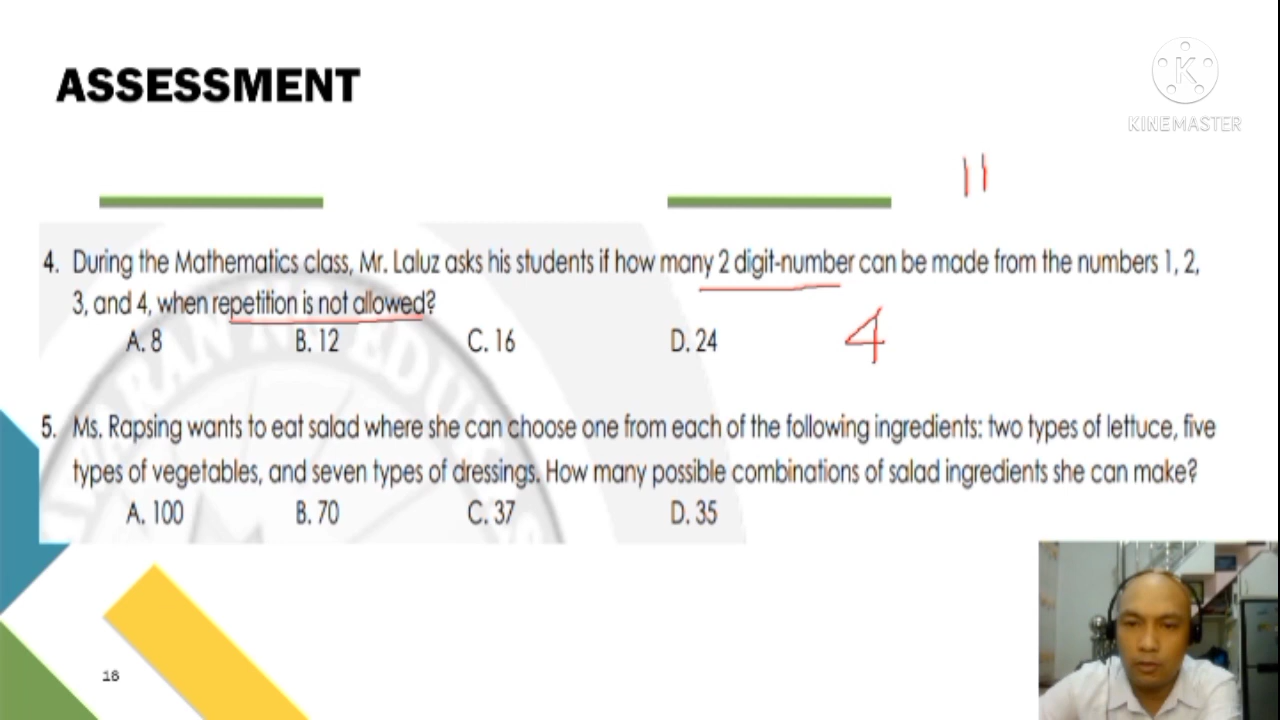 ASSESSMENT
K
KINEMASTER
11
4. During the Mathematics class, Mr. Laluz asks his students if how many 2 digit-number can be made from the numbers 1, 2,
3, and 4, when repetition is not allowed?
A. 8 B. 12 C. 16 D. 24
4
5. Ms. Rapsing wants to eat salad where she can choose one from each of the following ingredients: two types of lettuce, five
types of vegetables, and seven types of dressings. How many possible combinations of salad ingredients she can make?
A. 100 B. 70 C. 37 D. 35
18